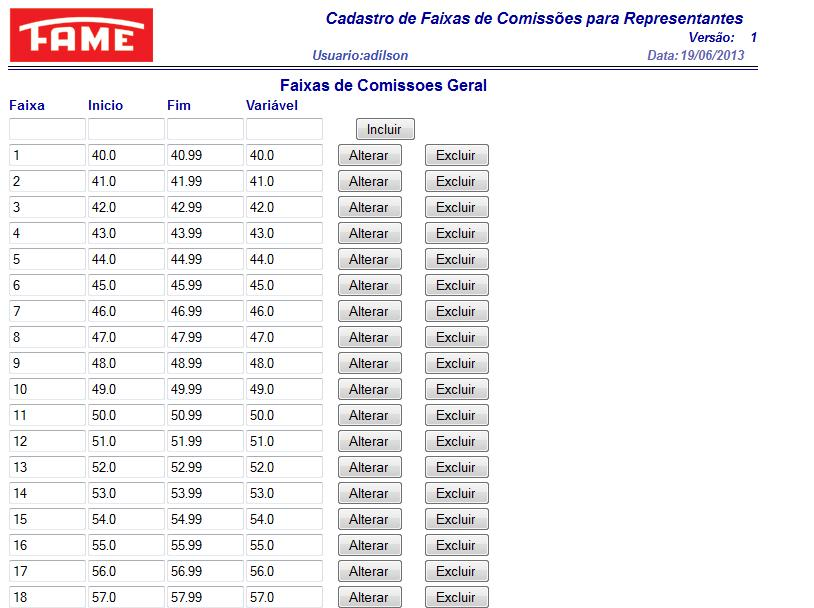 FAME
Cadastro de Faixas de Comissões para Representantes
Versão: 1
Usuario:adilson Data:19/06/2013
Faixas de Comissoes Geral
Faixa Inicio Fim Variável
Incluir
1 40.0 40.99 40.0 Alterar Excluir
2 41.0 41.99 41.0 Alterar Excluir
3 42.0 42.99 42.0 Alterar Excluir
4 43.0 43.99 43.0 Alterar Excluir
5 44.0 44.99 44.0 Alterar Excluir
6 45.0 45.99 45.0 Alterar Excluir
7 46.0 46.99 46.0 Alterar Excluir
8 47.0 47.99 47.0 Alterar Excluir
9 48.0 48.99 48.0 Alterar Excluir
10 49.0 49.99 49.0 Alterar Excluir
11 50.0 50.99 50.0 Alterar Excluir
12 51.0 51.99 51.0 Alterar Excluir
13 52.0 52.99 52.0 Alterar Excluir
14 53.0 53.99 53.0 Alterar Excluir
15 54.0 54.99 54.0 Alterar Excluir
16 55.0 55.99 55.0 Alterar Excluir
17 56.0 56.99 56.0 Alterar Excluir
18 57.0 57.99 57.0 Alterar Excluir